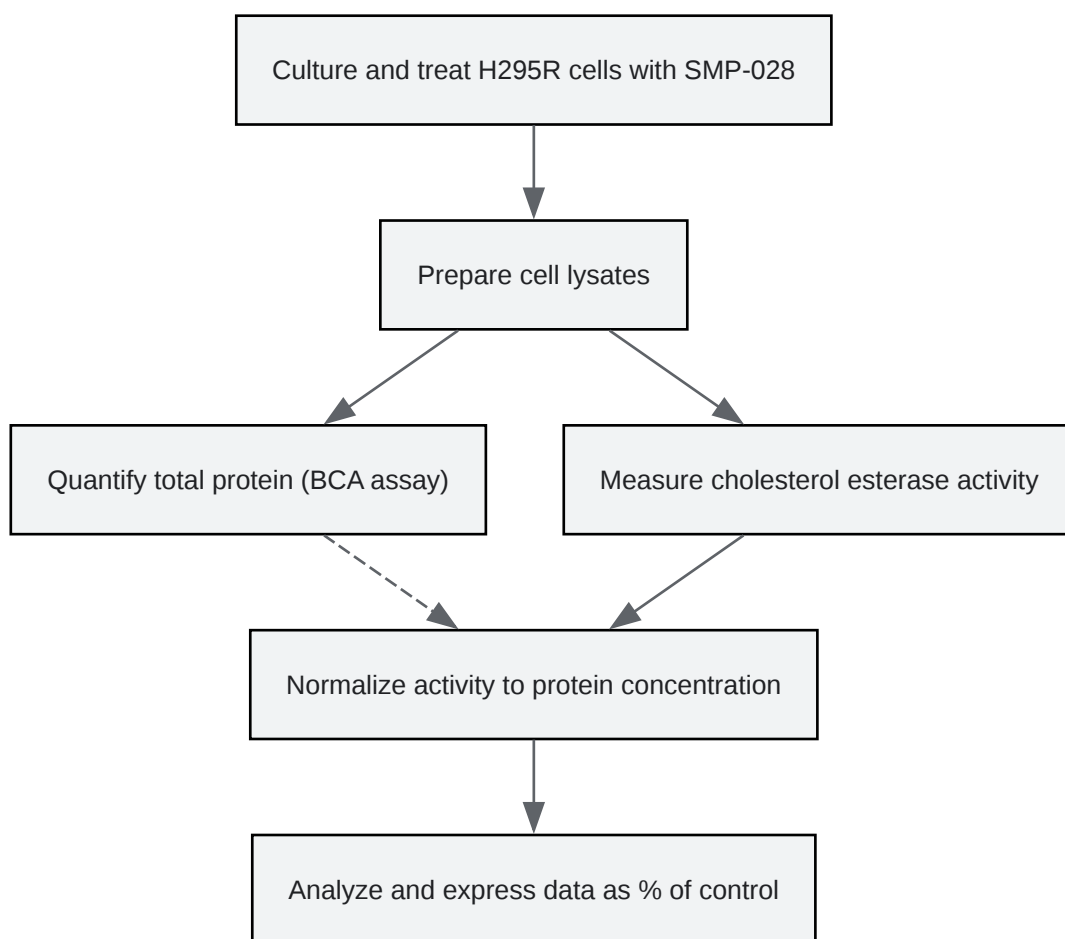 Culture and treat H295R cells with SMP-028
Prepare cell lysates
Quantify total protein (BCA assay)
Measure cholesterol esterase activity
Normalize activity to protein concentration
Analyze and express data as % of control